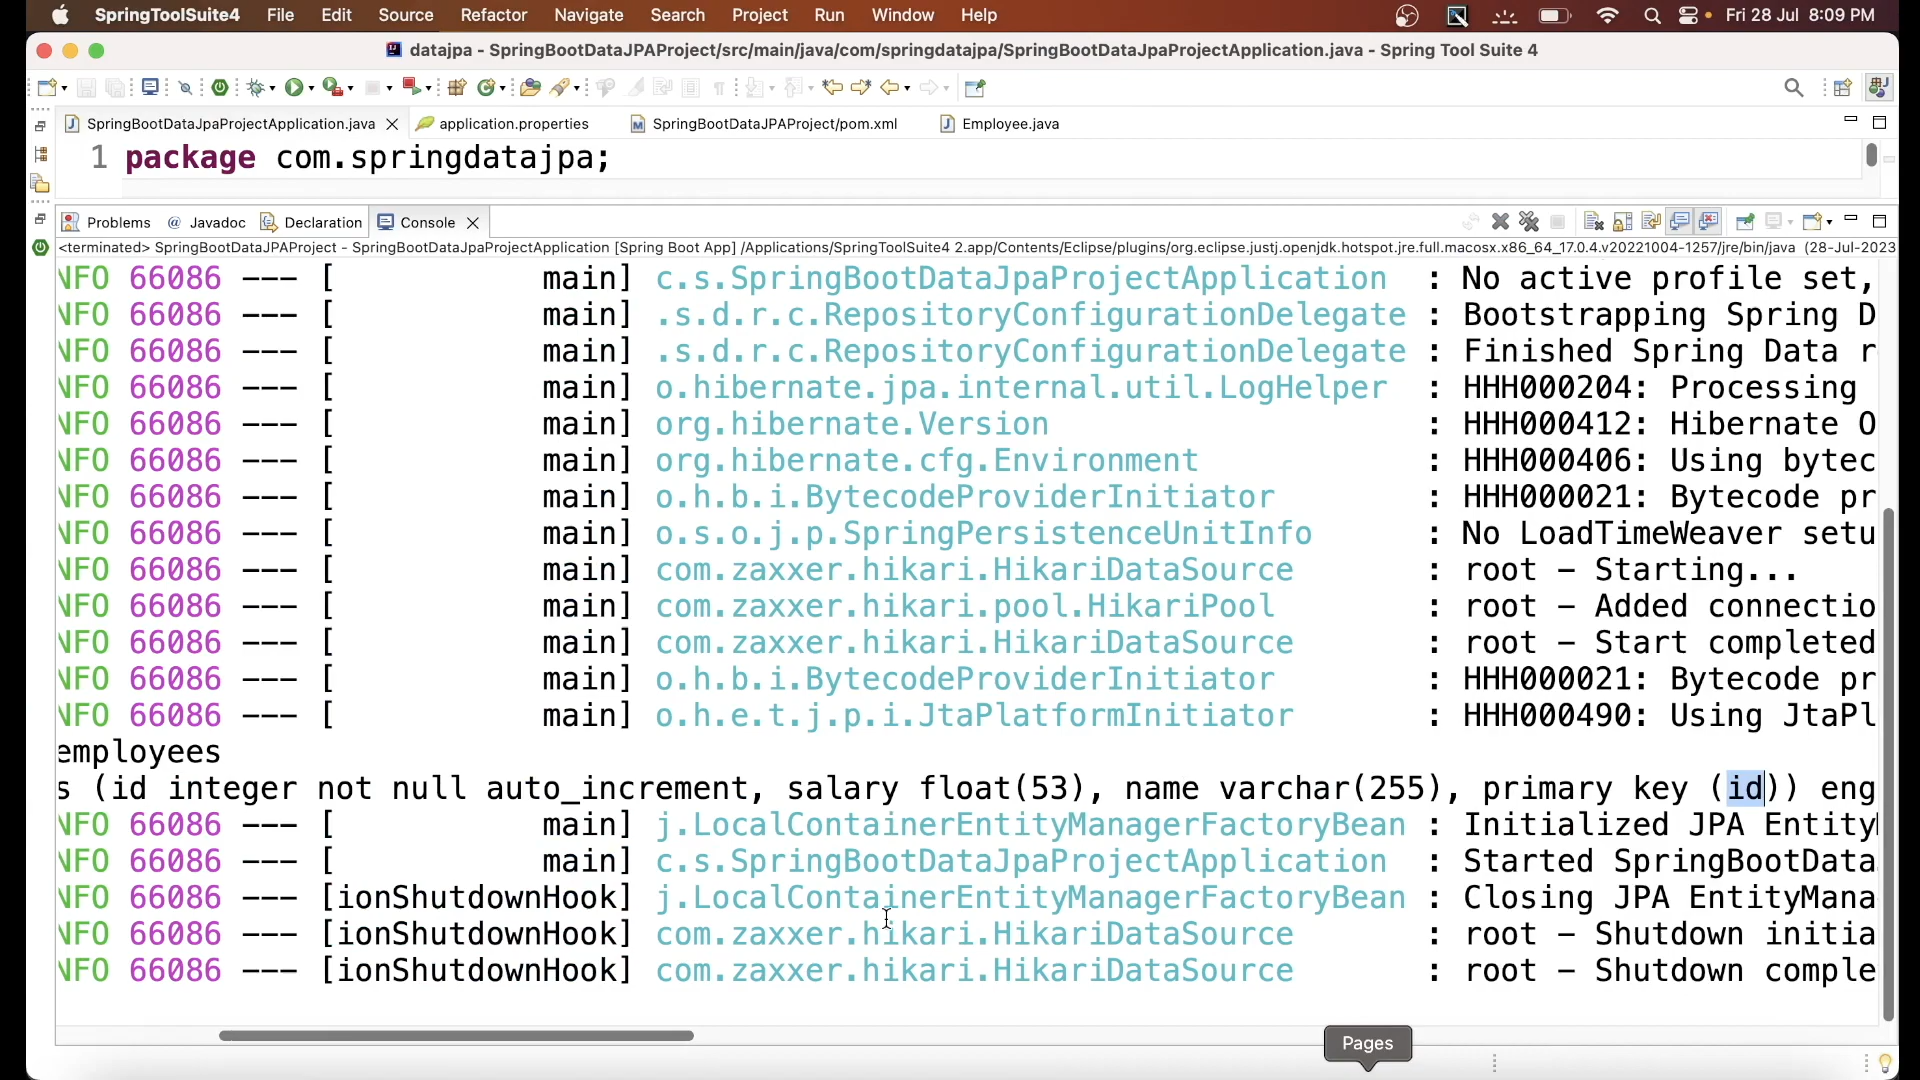 SpringToolSuite4 File Edit Source Refactor Navigate Search Project Run Window Help Fri 28 Jul 8:09 PM
datajpa - SpringBootDataJPAProject/src/main/java/com/springdatajpa/SpringBootDataJpaProjectApplication.java - Spring Tool Suite 4
SpringBootDataJpaProjectApplication.java application.properties SpringBootDataJPAProject/pom.xml Employee.java
1 package com.springdatajpa;
Problems @ Javadoc Declaration Console
<terminated> SpringBootDataJPAProject - SpringBootDataJpaProjectApplication [Spring Boot App] /Applications/SpringToolSuite4 2.app/Contents/Eclipse/plugins/org.eclipse.justj.openjdk.hotspot.jre.full.macosx.x86_64_17.0.4.v20221004-1257/jre/bin/java (28-Jul-2023
NFO 66086 --- [ main] c.s.SpringBootDataJpaProjectApplication : No active profile set,
NFO 66086 --- [ main] .s.d.r.c.RepositoryConfigurationDelegate : Bootstrapping Spring D
NFO 66086 --- [ main] .s.d.r.c.RepositoryConfigurationDelegate : Finished Spring Data r
NFO 66086 --- [ main] o.hibernate.jpa.internal.util.LogHelper : HHH000204: Processing
NFO 66086 --- [ main] org.hibernate.Version : HHH000412: Hibernate O
NFO 66086 --- [ main] org.hibernate.cfg.Environment : HHH000406: Using bytec
NFO 66086 --- [ main] o.h.b.i.BytecodeProviderInitiator : HHH000021: Bytecode pr
NFO 66086 --- [ main] o.s.o.j.p.SpringPersistenceUnitInfo : No LoadTimeWeaver setu
NFO 66086 --- [ main] com.zaxxer.hikari.HikariDataSource : root - Starting...
NFO 66086 --- [ main] com.zaxxer.hikari.pool.HikariPool : root - Added connectio
NFO 66086 --- [ main] com.zaxxer.hikari.HikariDataSource : root - Start completed
NFO 66086 --- [ main] o.h.b.i.BytecodeProviderInitiator : HHH000021: Bytecode pr
NFO 66086 --- [ main] o.h.e.t.j.p.i.JtaPlatformInitiator : HHH000490: Using JtaPl
employees
s (id integer not null auto_increment, salary float(53), name varchar(255), primary key (id)) eng
NFO 66086 --- [ main] j.LocalContainerEntityManagerFactoryBean : Initialized JPA Entity
NFO 66086 --- [ main] c.s.SpringBootDataJpaProjectApplication : Started SpringBootData
NFO 66086 --- [ionShutdownHook] j.LocalContainerEntityManagerFactoryBean : Closing JPA EntityMana
NFO 66086 --- [ionShutdownHook] com.zaxxer.hikari.HikariDataSource : root - Shutdown initia
NFO 66086 --- [ionShutdownHook] com.zaxxer.hikari.HikariDataSource : root - Shutdown comple
Pages